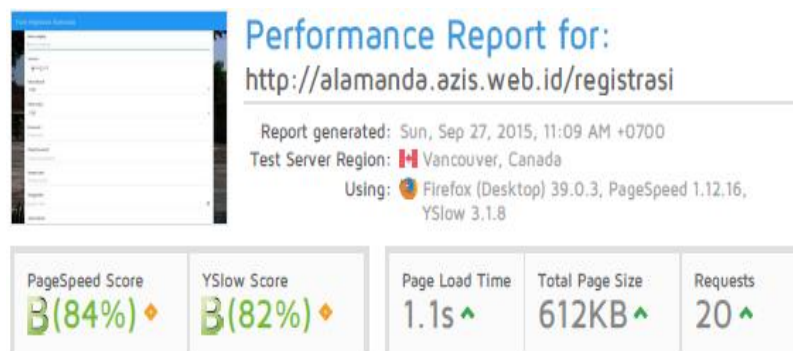 Performance Report for:
http://alamanda.azis.web.id/registrasi
Report generated: Sun, Sep 27, 2015, 11:09 AM +0700
Test Server Region: Vancouver, Canada
Using: Firefox (Desktop) 39.0.3, PageSpeed 1.12.16,
YSlow 3.1.8
PageSpeed Score
B(84%)
YSlow Score
B(82%)
Page Load Time
1.1s
Total Page Size
612KB
Requests
20